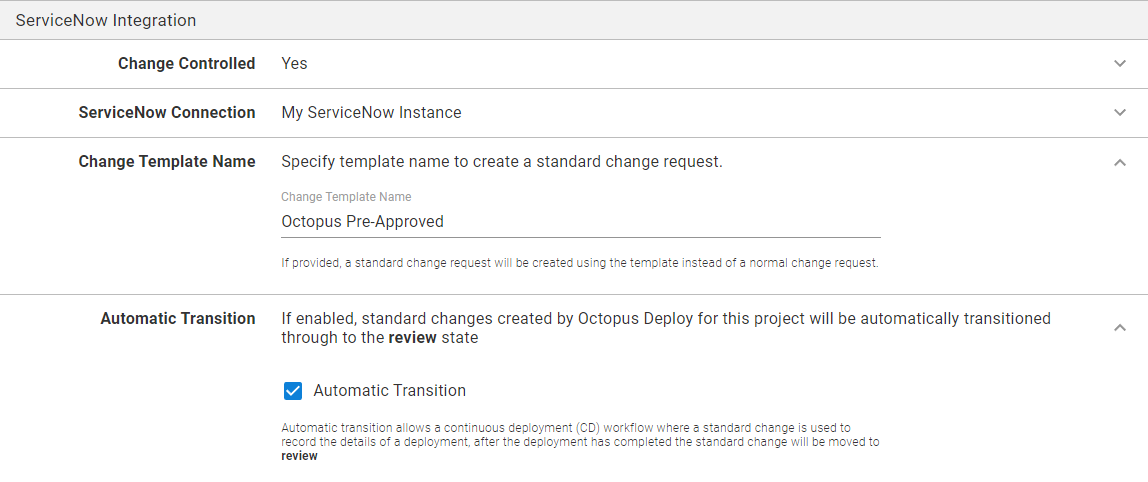 ServiceNow Integration
Change Controlled Yes
ServiceNow Connection My ServiceNow Instance
Change Template Name Specify template name to create a standard change request.
Change Template Name
Octopus Pre-Approved
If provided, a standard change request will be created using the template instead of a normal change request.
Automatic Transition If enabled, standard changes created by Octopus Deploy for this project will be automatically transitioned
through to the review state
Automatic Transition
Automatic transition allows a continuous deployment (CD) workflow where a standard change is used to
record the details of a deployment, after the deployment has completed the standard change will be moved to
review